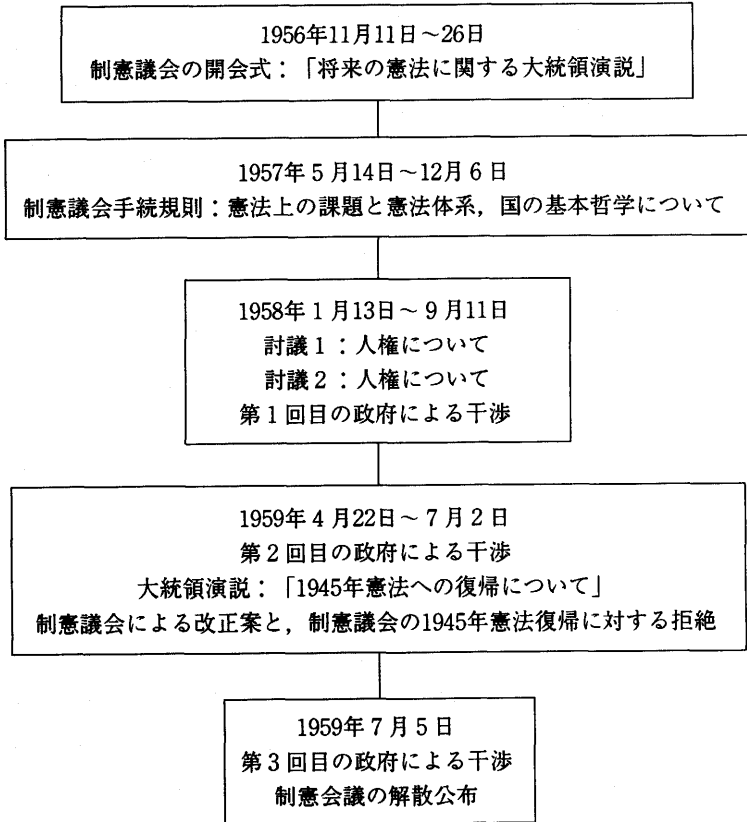 1956年11月11日～26日
制憲議会の開会式：「将来の憲法に関する大統領演説」
1957年5月14日～12月6日
制憲議会手続規則：憲法上の課題と憲法体系，国の基本哲学について
1958年1月13日～9月11日
討議1：人権について
討議2：人権について
第1回目の政府による干渉
1959年4月22日～7月2日
第2回目の政府による干渉
大統領演説：「1945年憲法への復帰について」
制憲議会による改正案と，制憲議会の1945年憲法復帰に対する拒絶
1959年7月5日
第3回目の政府による干渉
制憲会議の解散公布